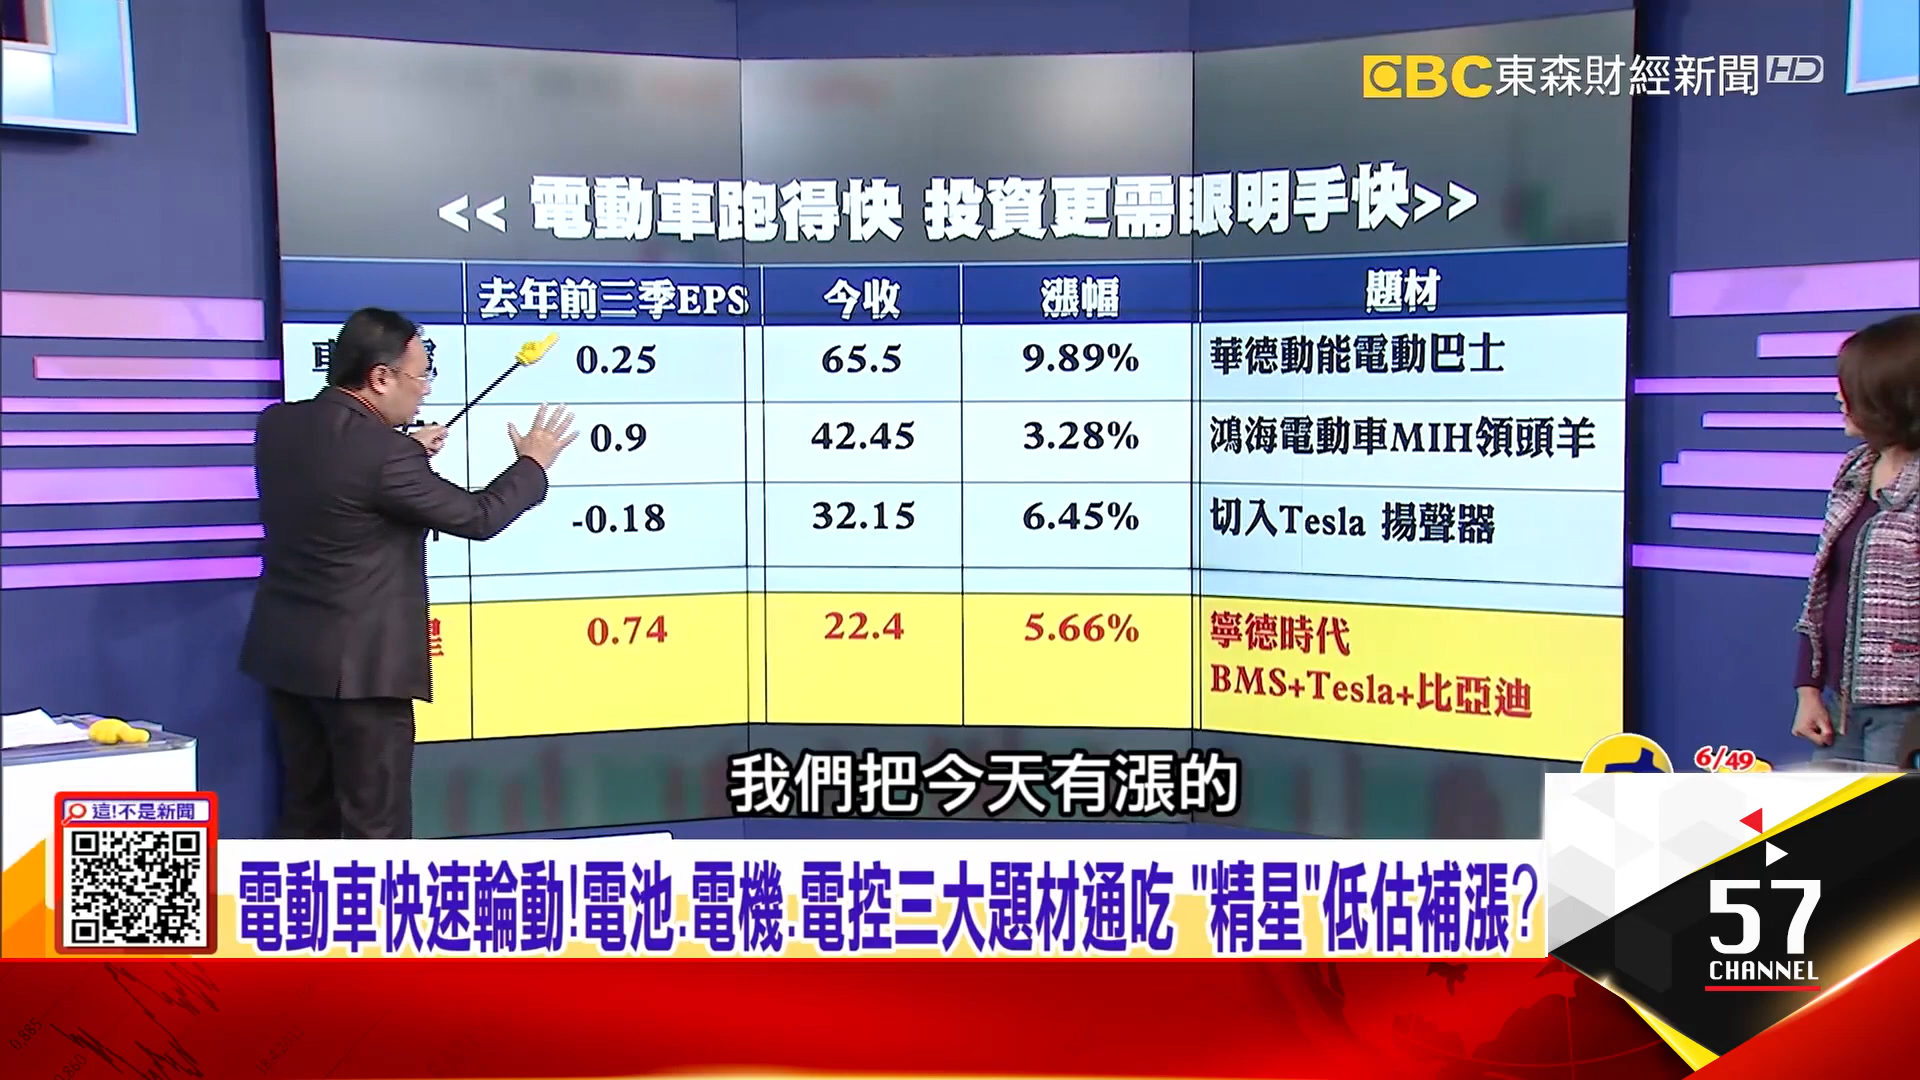 EBC東森財經新聞HD
<< 電動車跑得快 投資更需眼明手快>>
去年前三季EPS 今收 漲幅 題材
0.25 65.5 9.89% 華德動能電動巴士
0.9 42.45 3.28% 鴻海電動車MIH領頭羊
-0.18 32.15 6.45% 切入Tesla 揚聲器
0.74 22.4 5.66% 寧德時代
BMS+Tesla+比亞迪
我們把今天有漲的
6/49
這!不是新聞
電動車快速輪動!電池.電機.電控三大題材通吃 "精星"低估補漲?
57
CHANNEL
0.885
0.860